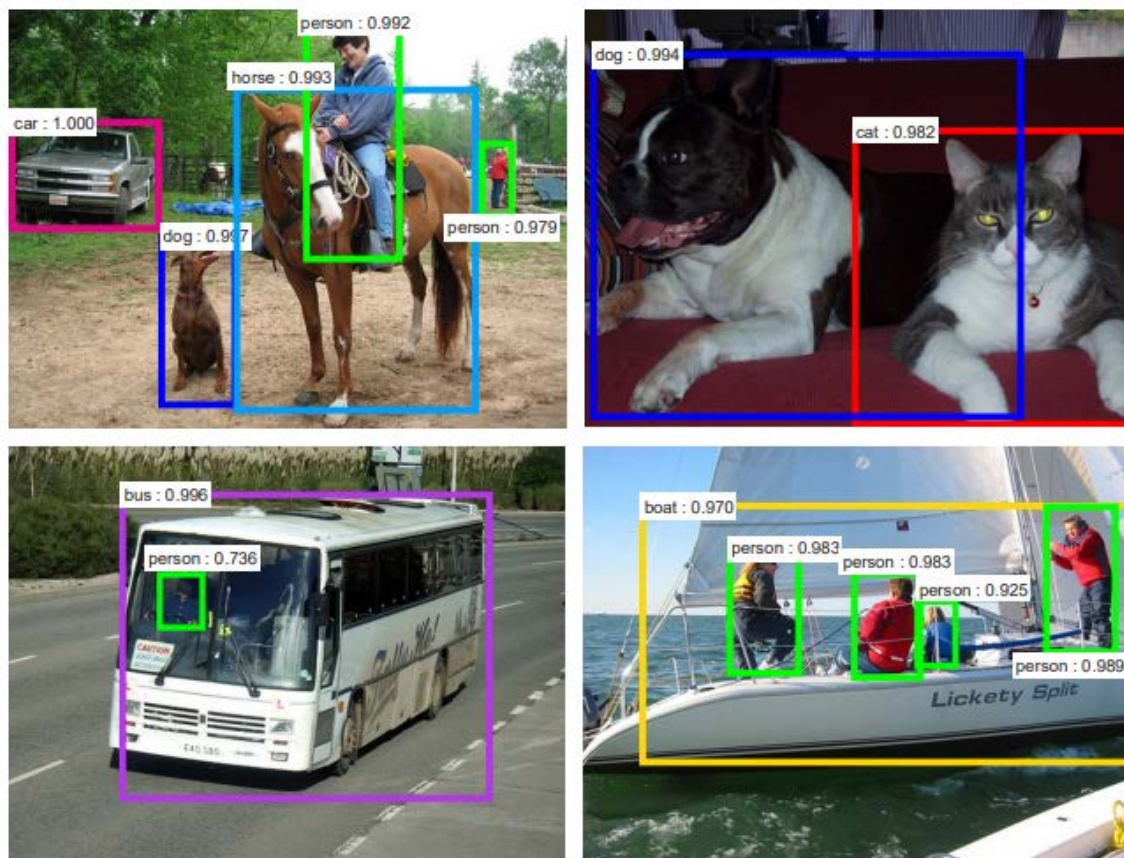 person : 0.992
horse : 0.993
car : 1.000
person : 0.979
dog : 0.997
dog : 0.994
cat : 0.982
bus : 0.996
person : 0.736
CAUTION
boat : 0.970
person : 0.983
person : 0.983
person : 0.925
person : 0.989
Lickety Split